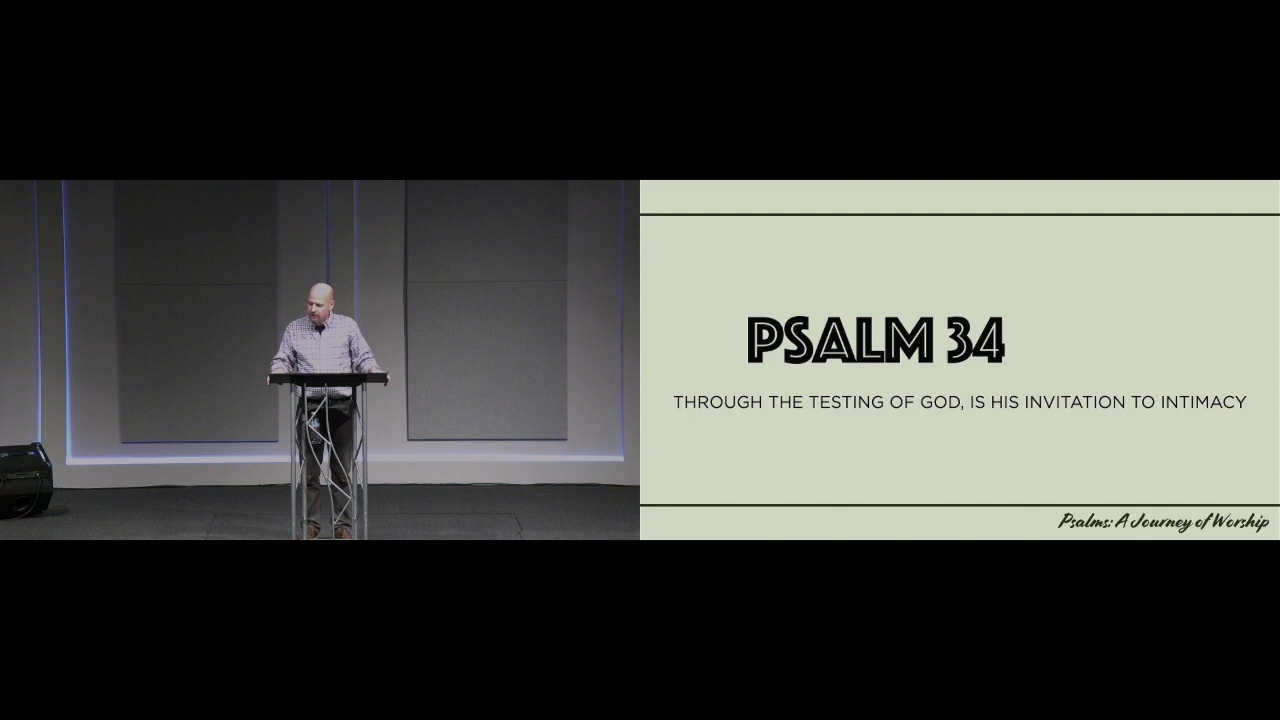 PSALM 34
THROUGH THE TESTING OF GOD, IS HIS INVITATION TO INTIMACY
Psalms: A Journey of Worship